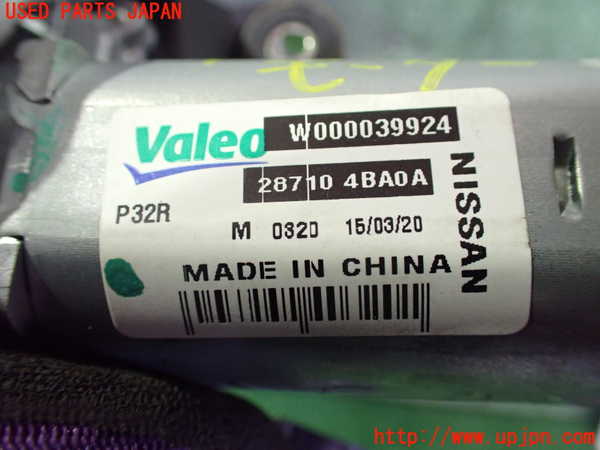 USED PARTS JAPAN
Valeo
W000039924
28710 4BA0A
P32R
M 0320 15/03/20
MADE IN CHINA
NISSAN
http://www.upjpn.com/